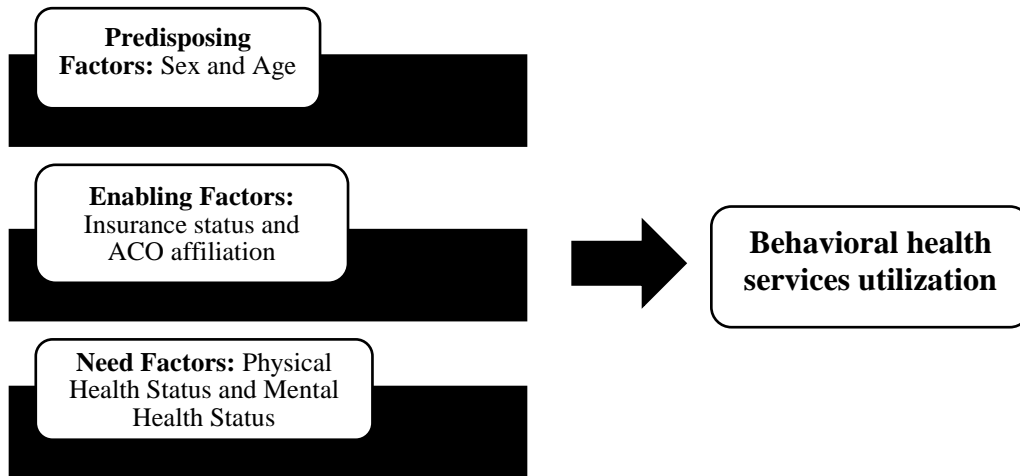 Predisposing
Factors: Sex and Age
Enabling Factors:
Insurance status and
ACO affiliation
Need Factors: Physical
Health Status and Mental
Health Status
Behavioral health
services utilization